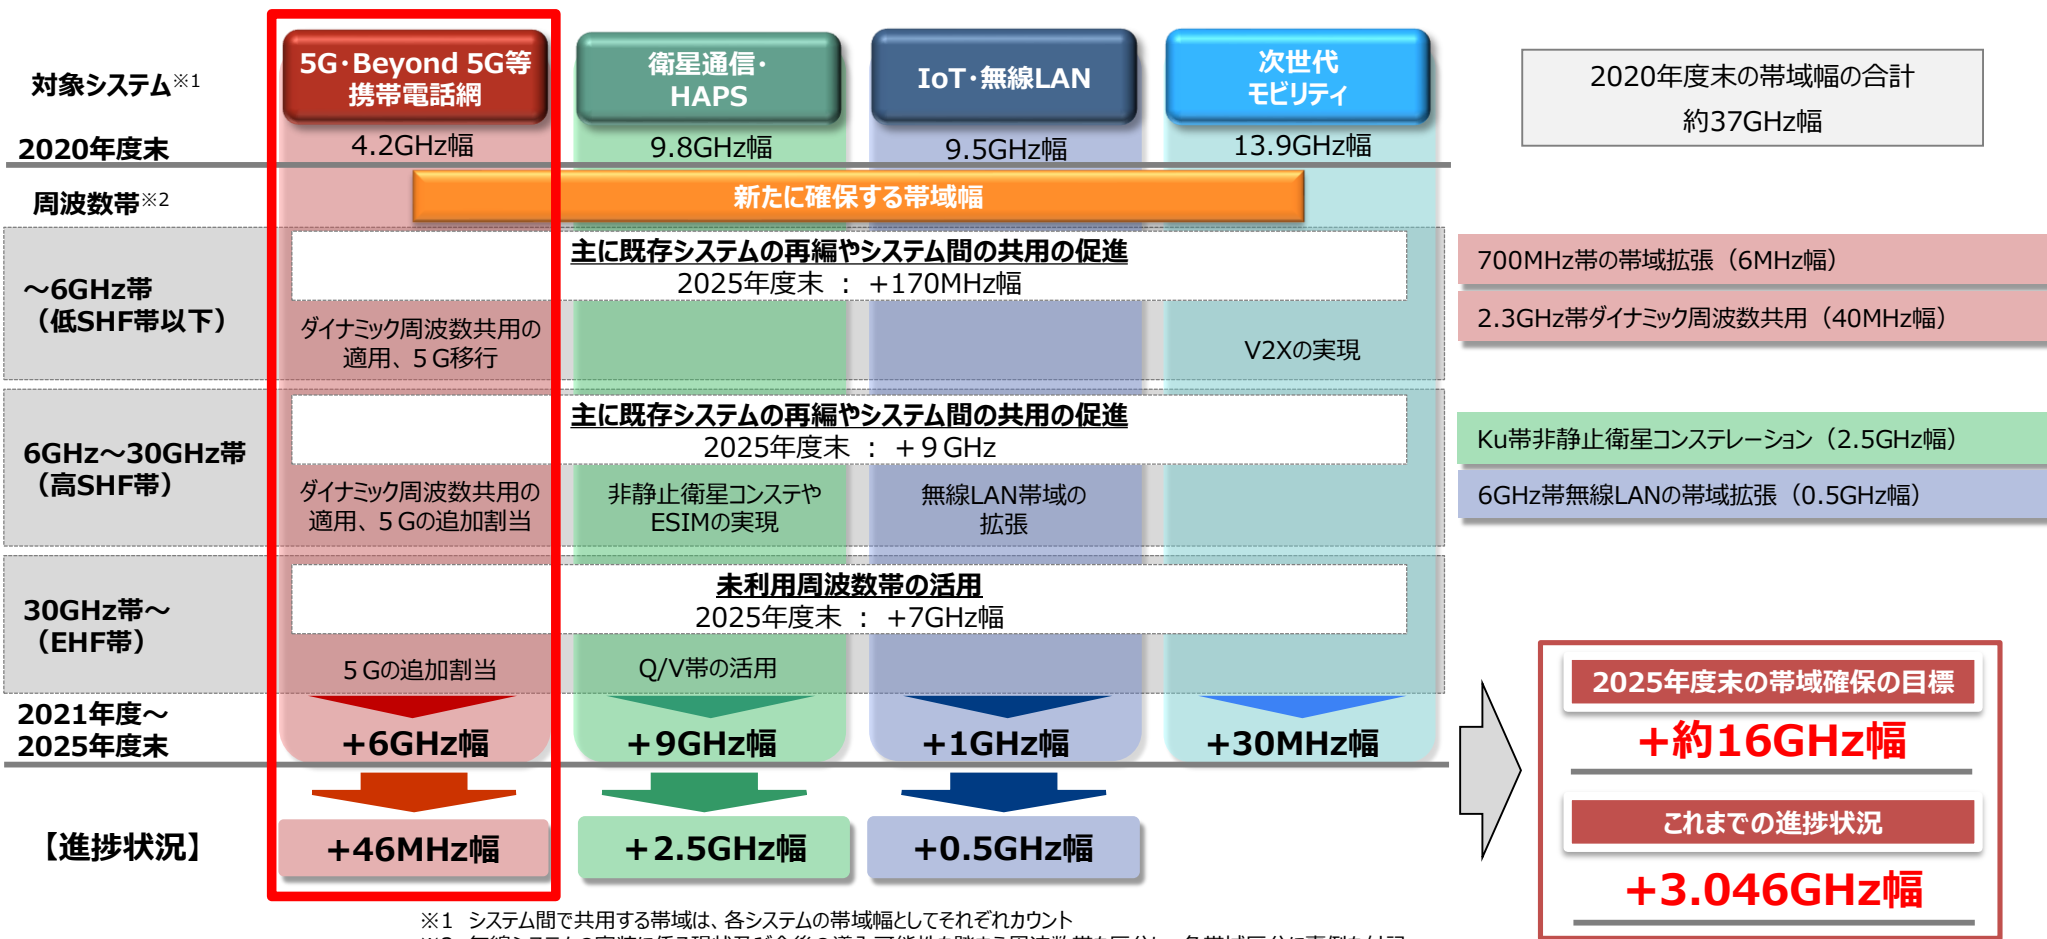 対象システム※1
5G・Beyond 5G等
携帯電話網
衛星通信・
HAPS
IoT・無線LAN
次世代
モビリティ
2020年度末の帯域幅の合計
約37GHz幅
2020年度末
4.2GHz幅
9.8GHz幅
9.5GHz幅
13.9GHz幅
周波数帯※2
新たに確保する帯域幅
～6GHz帯
（低SHF帯以下）
主に既存システムの再編やシステム間の共用の促進
2025年度末 ： +170MHz幅
ダイナミック周波数共用の
適用、５G移行
V2Xの実現
700MHz帯の帯域拡張（6MHz幅）
2.3GHz帯ダイナミック周波数共用（40MHz幅）
6GHz～30GHz帯
（高SHF帯）
主に既存システムの再編やシステム間の共用の促進
2025年度末 ： +９GHz
ダイナミック周波数共用の
適用、５Gの追加割当
非静止衛星コンステや
ESIMの実現
無線LAN帯域の
拡張
Ku帯非静止衛星コンステレーション（2.5GHz幅）
6GHz帯無線LANの帯域拡張（0.5GHz幅）
30GHz帯～
（EHF帯）
未利用周波数帯の活用
2025年度末 ： +7GHz幅
５Gの追加割当
Q/V帯の活用
2021年度～
2025年度末
+6GHz幅
+9GHz幅
+1GHz幅
+30MHz幅
【進捗状況】
+46MHz幅
+2.5GHz幅
+0.5GHz幅
2025年度末の帯域確保の目標
+約16GHz幅
これまでの進捗状況
+3.046GHz幅
※1 システム間で共用する帯域は、各システムの帯域幅としてそれぞれカウント